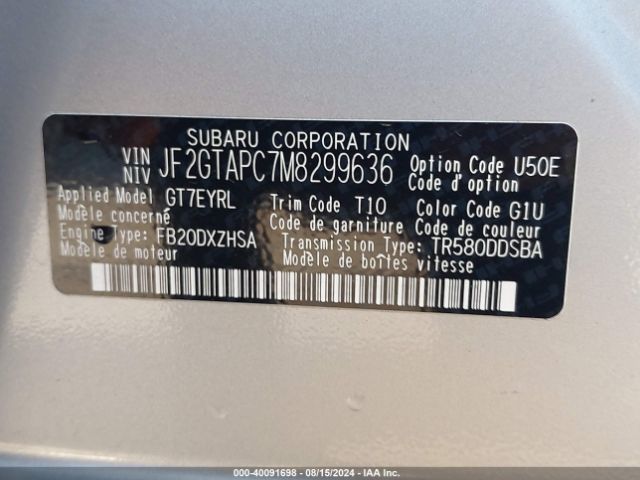 SUBARU CORPORATION
VIN NIV JF2GTAPC7M8299636 Option Code U50E
Code d'option
Applied Model GT7EYRL Trim Code T10 Color Code G1U
Modèle concerné Code de garniture Code de couleur
Engine Type: FB20DXZHSA Transmission Type: TR580DDSBA
Modèle de moteur Modèle de boîtes vitesse
000-40091698 - 08/15/2024 - IAA Inc.